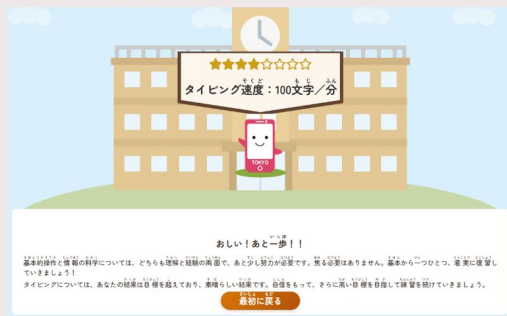 タイピング速度：100文字／分
TOKYO
おしい！あと一歩！！
基本的操作と情報の科学については、どちらも理解と経験の両面で、あと少し努力が必要です。焦る必要はありません。基本から一つひとつ、着実に復習し
ていきましょう！
タイピングについては、あなたの結果は目標を超えており、素晴らしい結果です。自信をもって、さらに高い目標を目指して練習を続けていきましょう。
最初に戻る